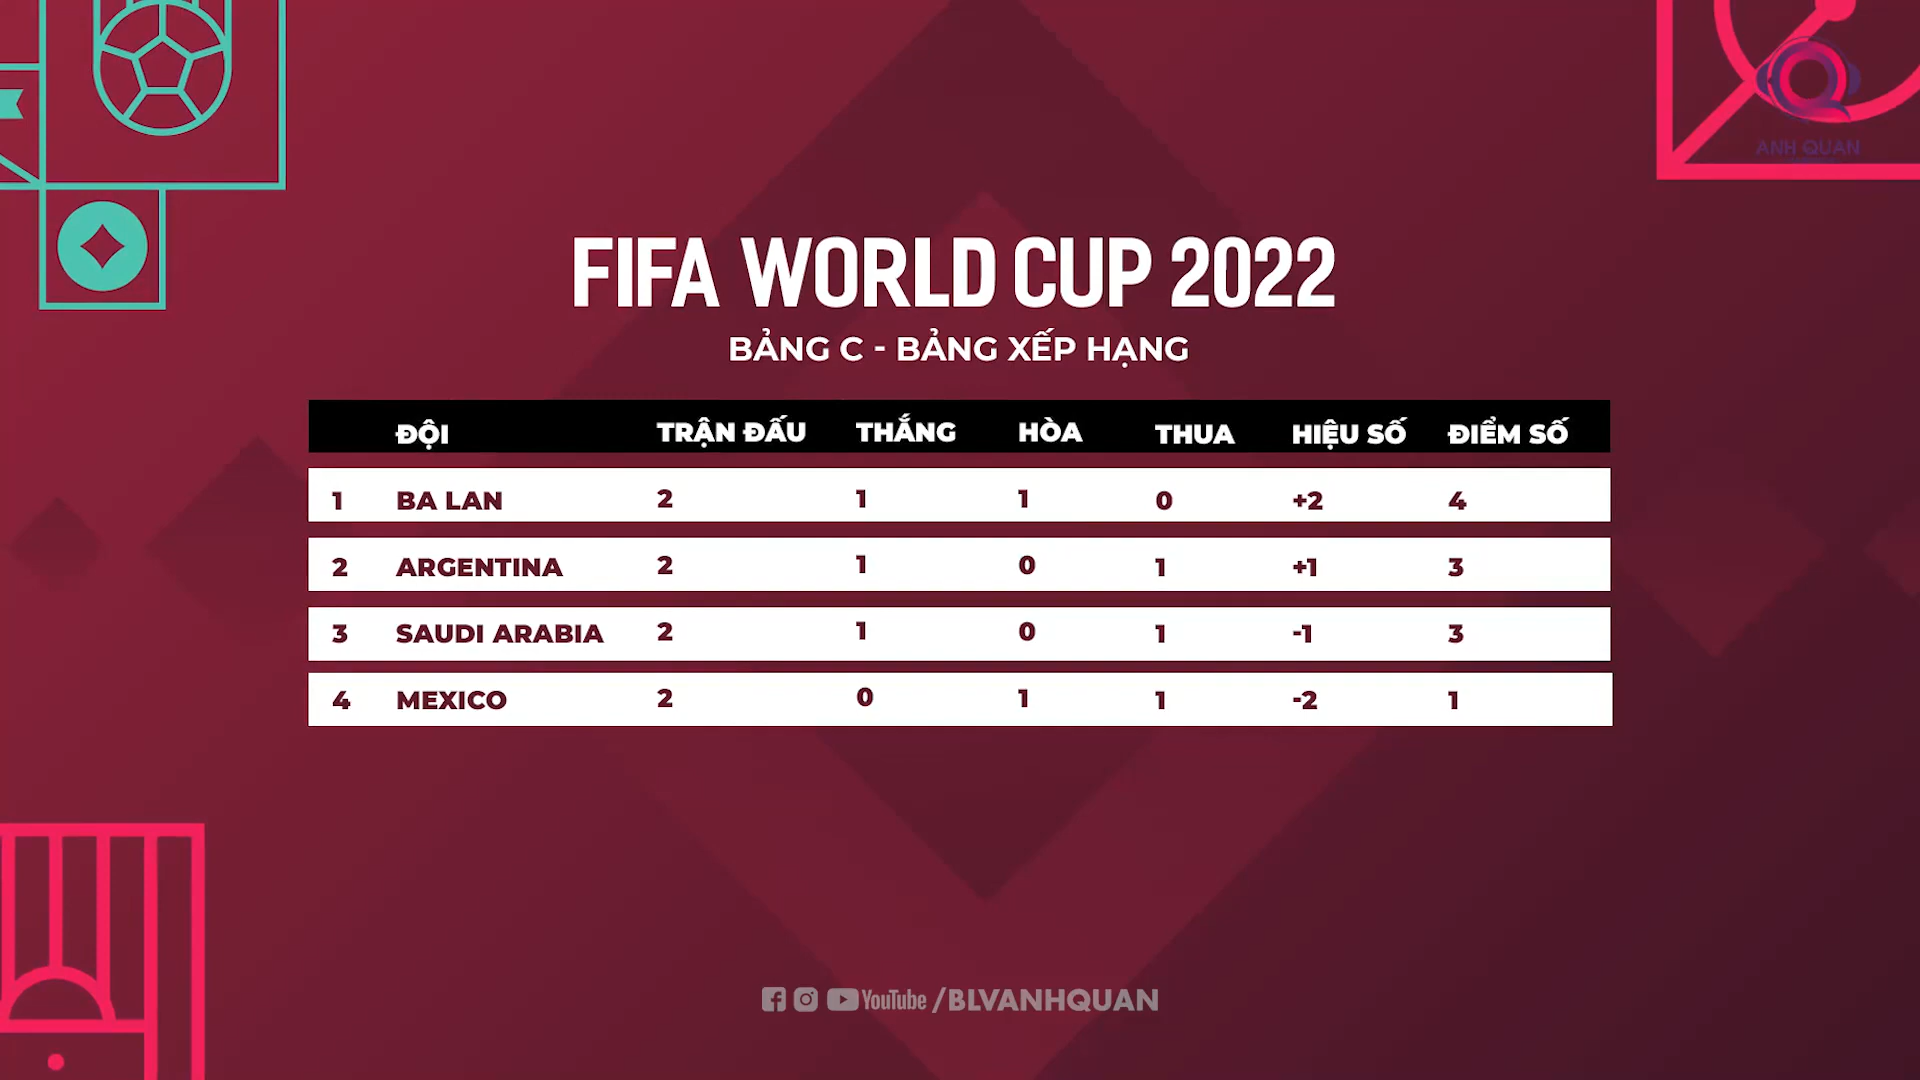 ANH QUAN
FIFA WORLD CUP 2022
BẢNG C - BẢNG XẾP HẠNG
ĐỘI TRẬN ĐẤU THẮNG HÒA THUA HIỆU SỐ ĐIỂM SỐ
1 BA LAN 2 1 1 0 +2 4
2 ARGENTINA 2 1 0 1 +1 3
3 SAUDI ARABIA 2 1 0 1 -1 3
4 MEXICO 2 0 1 1 -2 1
YouTube /BLVANHQUAN